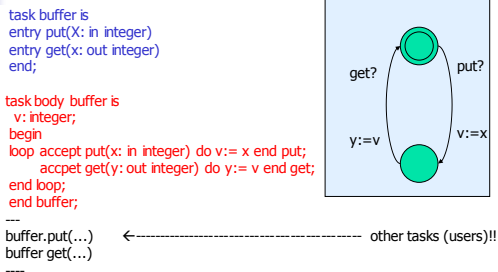 task buffer is
entry put(X: in integer)
entry get(x: out integer)
end;
task body buffer is
v: integer;
begin
loop accept put(x: in integer) do v:= x end put;
accpet get(y: out integer) do y:= v end get;
end loop;
end buffer;
---
buffer.put(...) <--------------------------------------------- other tasks (users)!!
buffer get(...)
----
get?
put?
y:=v
v:=x